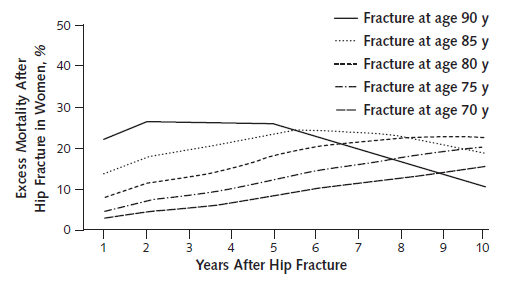 Fracture at age 90 y
Fracture at age 85 y
Fracture at age 80 y
Fracture at age 75 y
Fracture at age 70 y
Excess Mortality After
Hip Fracture in Women, %
50
40
30
20
10
0
1 2 3 4 5 6 7 8 9 10
Years After Hip Fracture